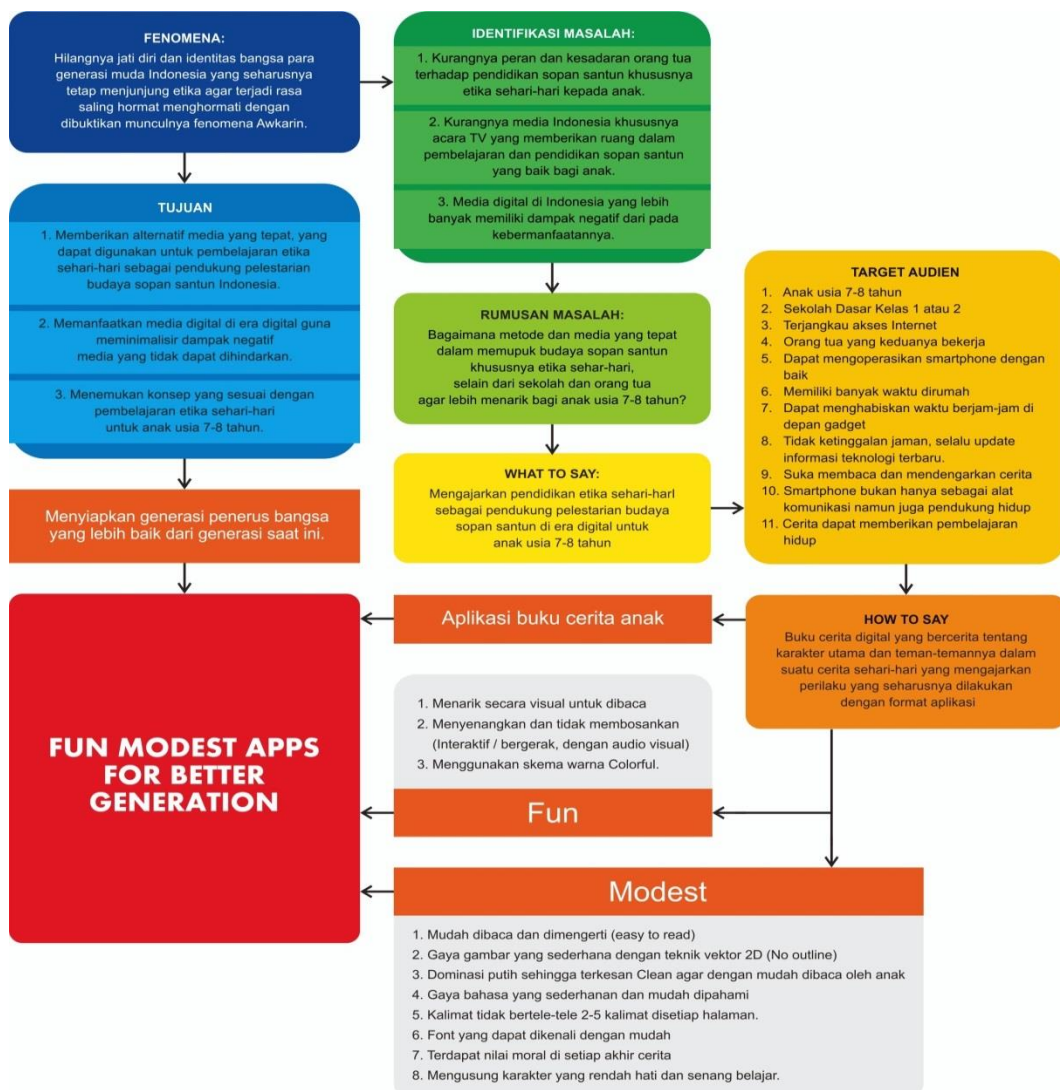 FENOMENA:
Hilangnya jati diri dan identitas bangsa para
generasi muda Indonesia yang seharusnya
tetap menjunjung etika agar terjadi rasa
saling hormat menghormati dengan
dibuktikan munculnya fenomena Awkarin.
IDENTIFIKASI MASALAH:
1. Kurangnya peran dan kesadaran orang tua
terhadap pendidikan sopan santun khususnya
etika sehari-hari kepada anak.
2. Kurangnya media Indonesia khususnya
acara TV yang memberikan ruang dalam
pembelajaran dan pendidikan sopan santun
yang baik bagi anak.
3. Media digital di Indonesia yang lebih
banyak memiliki dampak negatif dari pada
kebermanfaatannya.
TUJUAN
1. Memberikan alternatif media yang tepat, yang
dapat digunakan untuk pembelajaran etika
sehari-hari sebagai pendukung pelestarian
budaya sopan santun Indonesia.
2. Memanfaatkan media digital di era digital guna
meminimalisir dampak negatif
media yang tidak dapat dihindarkan.
3. Menemukan konsep yang sesuai dengan
pembelajaran etika sehari-hari
untuk anak usia 7-8 tahun.
RUMUSAN MASALAH:
Bagaimana metode dan media yang tepat
dalam memupuk budaya sopan santun
khususnya etika sehar-hari,
selain dari sekolah dan orang tua
agar lebih menarik bagi anak usia 7-8 tahun?
TARGET AUDIEN
1. Anak usia 7-8 tahun
2. Sekolah Dasar Kelas 1 atau 2
3. Terjangkau akses Internet
4. Orang tua yang keduanya bekerja
5. Dapat mengoperasikan smartphone dengan
baik
6. Memiliki banyak waktu dirumah
7. Dapat menghabiskan waktu berjam-jam di
depan gadget
8. Tidak ketinggalan jaman, selalu update
informasi teknologi terbaru.
9. Suka membaca dan mendengarkan cerita
10. Smartphone bukan hanya sebagai alat
komunikasi namun juga pendukung hidup
11. Cerita dapat memberikan pembelajaran
hidup
WHAT TO SAY:
Mengajarkan pendidikan etika sehari-harI
sebagai pendukung pelestarian budaya
sopan santun di era digital untuk
anak usia 7-8 tahun
Menyiapkan generasi penerus bangsa
yang lebih baik dari generasi saat ini.
Aplikasi buku cerita anak
HOW TO SAY
Buku cerita digital yang bercerita tentang
karakter utama dan teman-temannya dalam
suatu cerita sehari-hari yang mengajarkan
perilaku yang seharusnya dilakukan
dengan format aplikasi
FUN MODEST APPS
FOR BETTER
GENERATION
1. Menarik secara visual untuk dibaca
2. Menyenangkan dan tidak membosankan
(Interaktif / bergerak, dengan audio visual)
3. Menggunakan skema warna Colorful.
Fun
Modest
1. Mudah dibaca dan dimengerti (easy to read)
2. Gaya gambar yang sederhana dengan teknik vektor 2D (No outline)
3. Dominasi putih sehingga terkesan Clean agar dengan mudah dibaca oleh anak
4. Gaya bahasa yang sederhanan dan mudah dipahami
5. Kalimat tidak bertele-tele 2-5 kalimat disetiap halaman.
6. Font yang dapat dikenali dengan mudah
7. Terdapat nilai moral di setiap akhir cerita
8. Mengusung karakter yang rendah hati dan senang belajar.